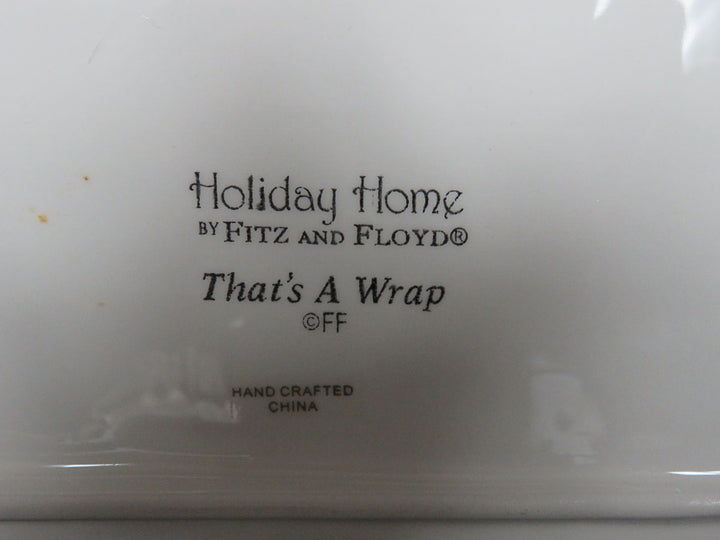 Holiday Home
BY FITZ AND FLOYD®
That's A Wrap
©FF
HAND CRAFTED
CHINA